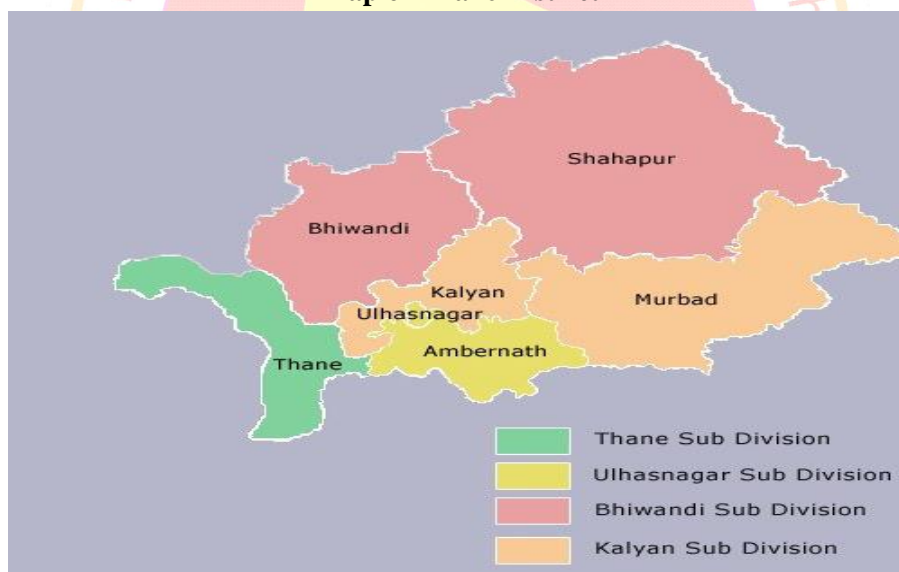 Shahapur
Bhiwandi
Kalyan
Ulhasnagar
Murbad
Ambernath
Thane
Thane Sub Division
Ulhasnagar Sub Division
Bhiwandi Sub Division
Kalyan Sub Division